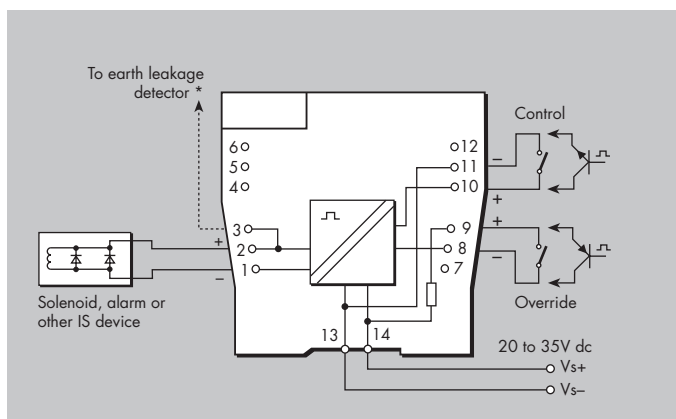 To earth leakage
detector *
Control
6
5
4
3
2
1
12
11
10
9
8
7
–
+
+
–
+
–
Solenoid, alarm or
other IS device
Override
13
14
20 to 35V dc
Vs+
Vs–